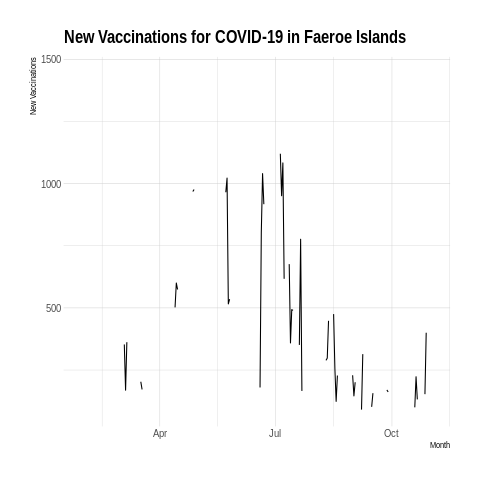 New Vaccinations for COVID-19 in Faeroe Islands
New Vaccinations
1500
1000
500
Apr
Jul
Oct
Month